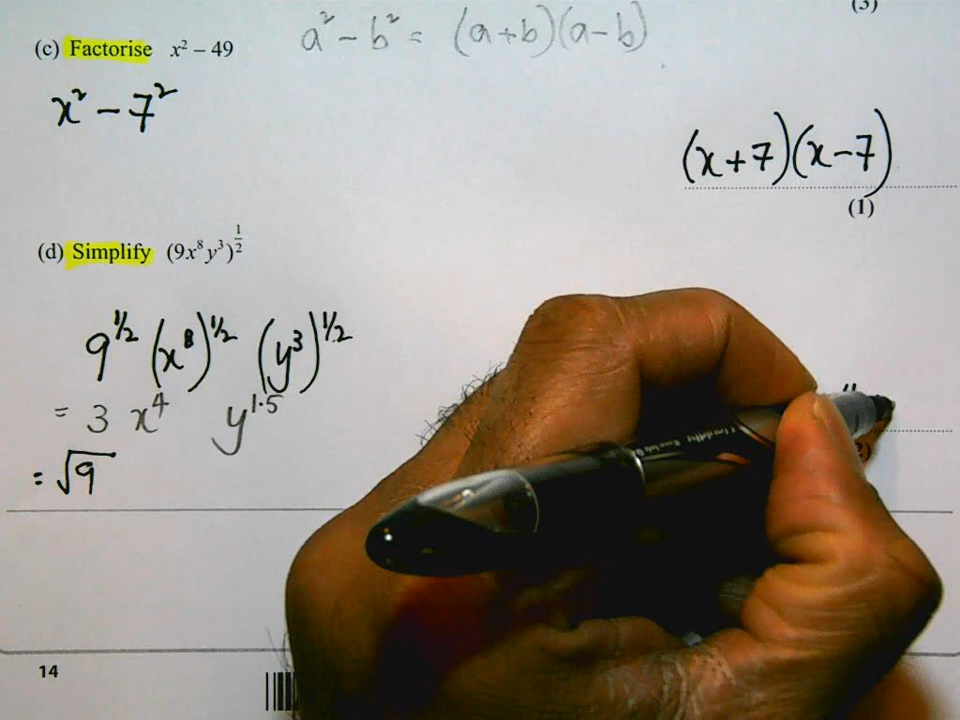 (3)
(c) Factorise x² – 49
a² – b² = (a+b)(a–b)
x² – 7²
(x+7)(x–7)
(1)
(d) Simplify (9x⁸y³)^½
9^1/2 (x⁸)^1/2 (y³)^1/2
= 3 x⁴ y^1.5
= √9
14